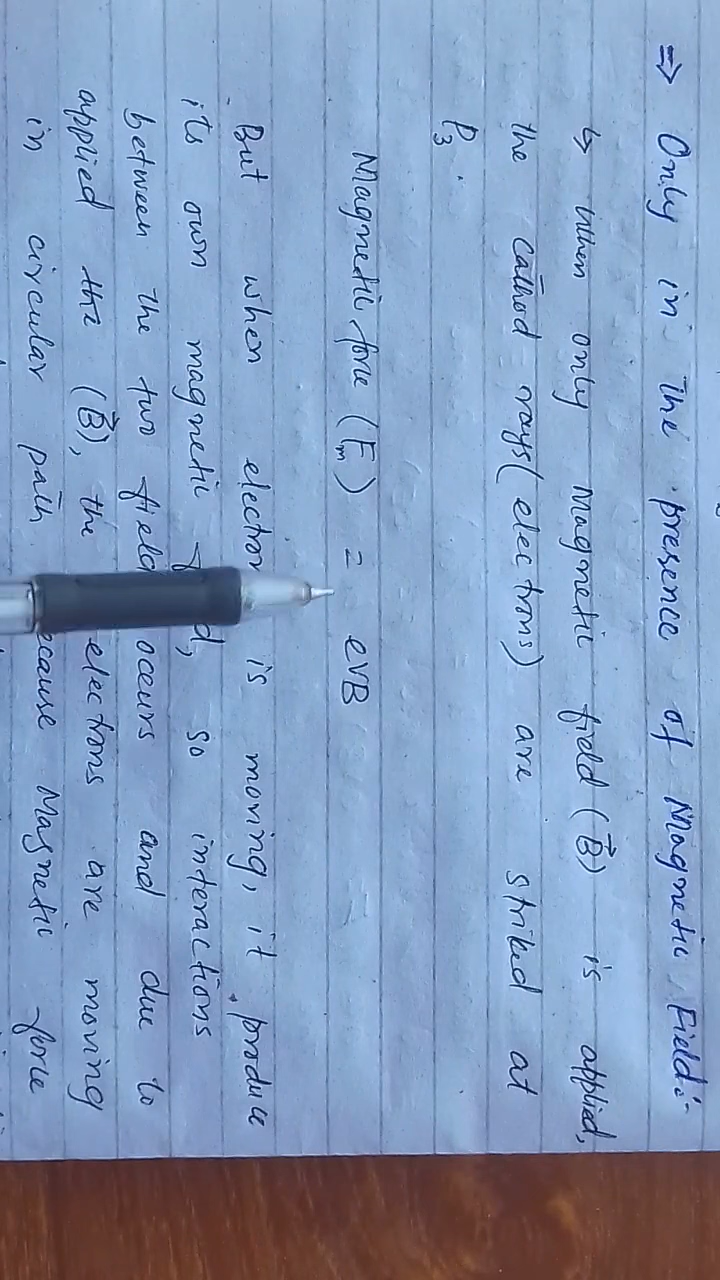 ⇒ Only in the presence of Magnetic Field:-
↳ When only Magnetic field (B⃗) is applied,
the cathod rays (electrons) are striked at
P3.
Magnetic force (Fm) = eVB
But when electron is moving, it produce
its own magnetic so interactions
between the two field occurs and due to
applied the (B⃗), the electrons are moving
in circular path Magnetic force